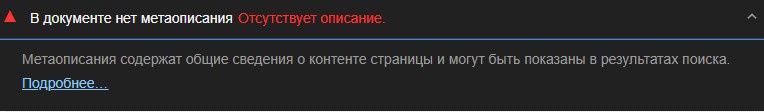 В документе нет метаописания Отсутствует описание.
Метаописания содержат общие сведения о контенте страницы и могут быть показаны в результатах поиска.
Подробнее…